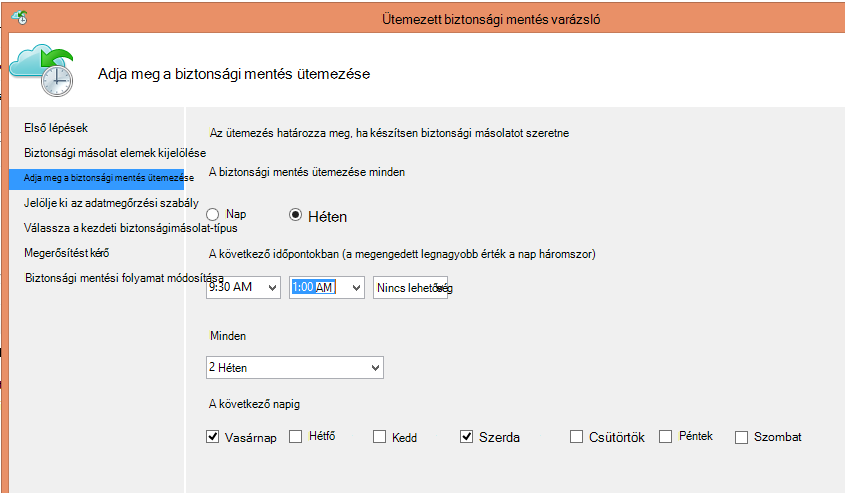 Ütemezett biztonsági mentés varázsló
Adja meg a biztonsági mentés ütemezése
Első lépések
Biztonsági másolat elemek kijelölése
Adja meg a biztonsági mentés ütemezése
Jelölje ki az adatmegőrzési szabály
Válassza a kezdeti biztonságimásolat-típus
Megerősítést kérő
Biztonsági mentési folyamat módosítása
Az ütemezés határozza meg, ha készítsen biztonsági másolatot szeretne
A biztonsági mentés ütemezése minden
Nap Héten
A következő időpontokban (a megengedett legnagyobb érték a nap háromszor)
9:30 AM 1:00 AM Nincs lehetőség
Minden
2 Héten
A következő napig
Vasárnap Hétfő Kedd Szerda Csütörtök Péntek Szombat